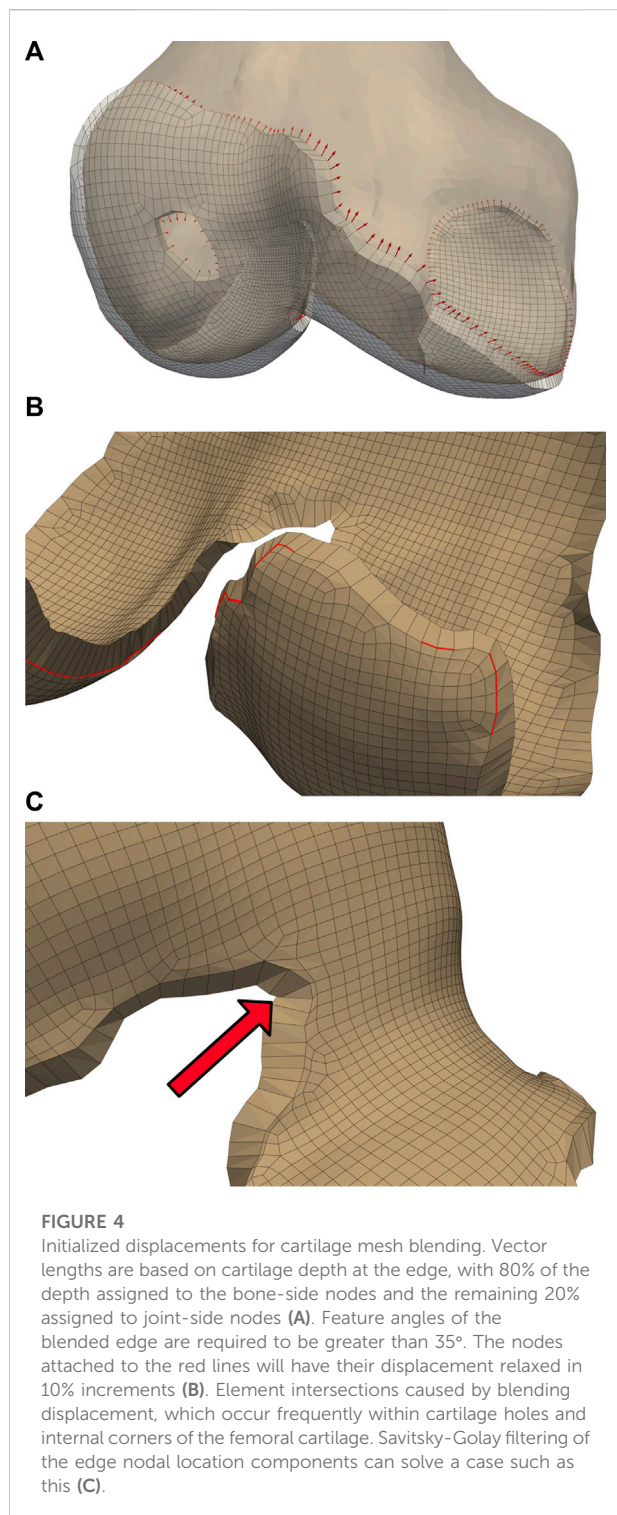 A
B
C
FIGURE 4
Initialized displacements for cartilage mesh blending. Vector
lengths are based on cartilage depth at the edge, with 80% of the
depth assigned to the bone-side nodes and the remaining 20%
assigned to joint-side nodes (A). Feature angles of the
blended edge are required to be greater than 35°. The nodes
attached to the red lines will have their displacement relaxed in
10% increments (B). Element intersections caused by blending
displacement, which occur frequently within cartilage holes and
internal corners of the femoral cartilage. Savitsky-Golay filtering of
the edge nodal location components can solve a case such as
this (C).